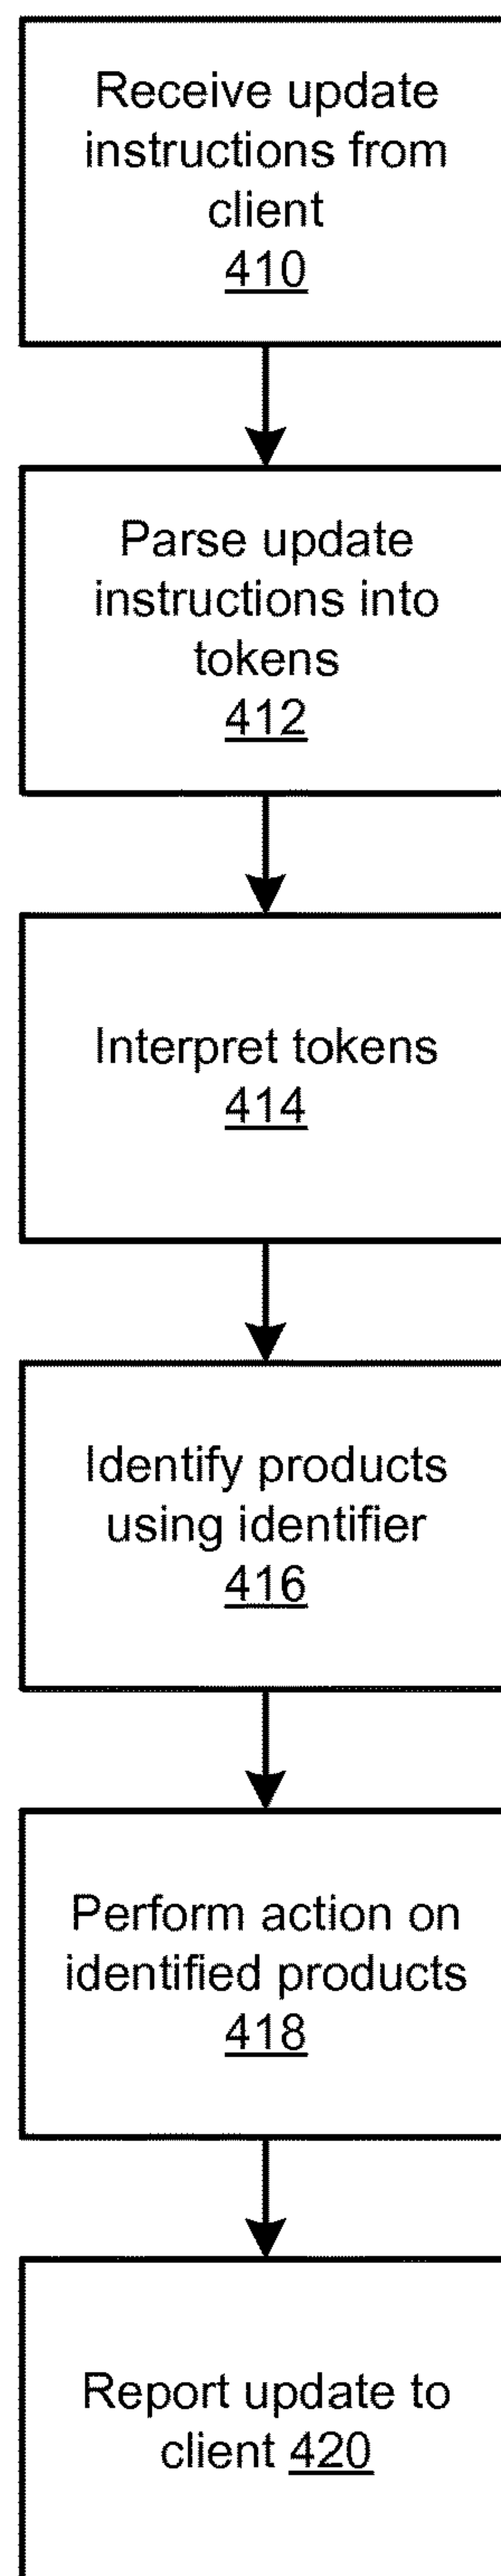 Receive update
instructions from
client
410
Parse update
instructions into
tokens
412
Interpret tokens
414
Identify products
using identifier
416
Perform action on
identified products
418
Report update to
client 420